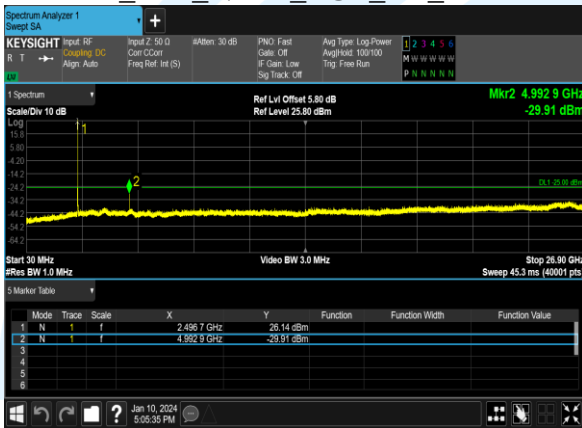 Spectrum Analyzer 1
Swept SA
KEYSIGHT Input: RF Input Z: 50 Ω #Atten: 30 dB PNO: Fast Avg Type: Log-Power 1 2 3 4 5 6
R T Coupling: DC Corr CCorr Gate: Off Avg|Hold: 100/100 M W W W W W
Align: Auto Freq Ref: Int (S) IF Gain: Low Trig: Free Run
Sig Track: Off P N N N N N
LV
1 Spectrum Ref Lvl Offset 5.80 dB Mkr2 4.992 9 GHz
Scale/Div 10 dB Ref Level 25.80 dBm -29.91 dBm
Log
15.8
5.80
-4.20
-14.2
-24.2
-34.2
-44.2
-54.2
-64.2
1
2
DL1 -25.00 dBm
Start 30 MHz Video BW 3.0 MHz Stop 26.90 GHz
#Res BW 1.0 MHz Sweep 45.3 ms (40001 pts
5 Marker Table
Mode Trace Scale X Y Function Function Width Function Value
1 N 1 f 2.496 7 GHz 26.14 dBm
2 N 1 f 4.992 9 GHz -29.91 dBm
3
4
5
6
? Jan 10, 2024
5:05:35 PM